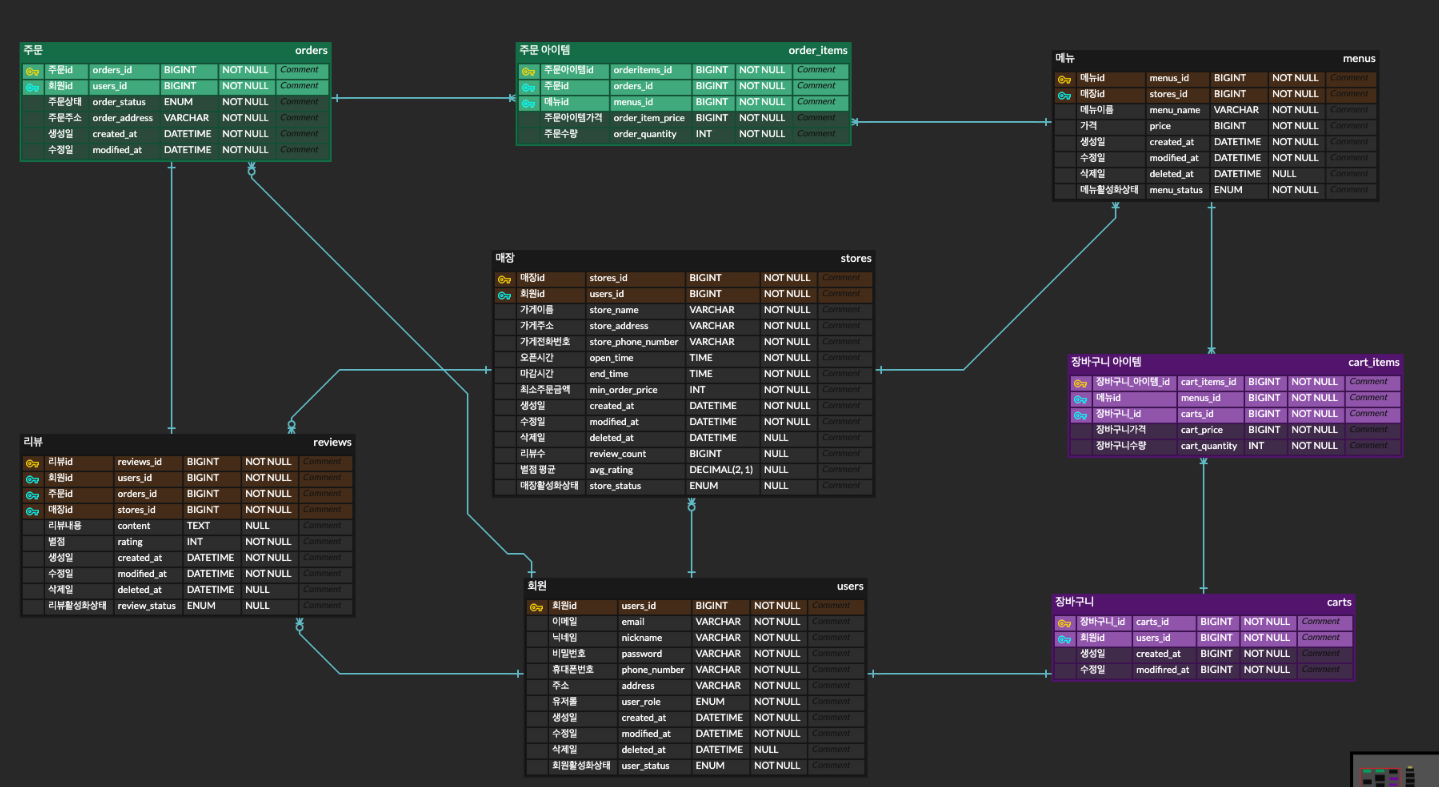 주문 orders
주문id orders_id BIGINT NOT NULL Comment
회원id users_id BIGINT NOT NULL Comment
주문상태 order_status ENUM NOT NULL Comment
주문주소 order_address VARCHAR NOT NULL Comment
생성일 created_at DATETIME NOT NULL Comment
수정일 modified_at DATETIME NOT NULL Comment
주문 아이템 order_items
주문아이템id orderitems_id BIGINT NOT NULL Comment
주문id orders_id BIGINT NOT NULL Comment
메뉴id menus_id BIGINT NOT NULL Comment
주문아이템가격 order_item_price BIGINT NOT NULL Comment
주문수량 order_quantity INT NOT NULL Comment
메뉴 menus
메뉴id menus_id BIGINT NOT NULL Comment
매장id stores_id BIGINT NOT NULL Comment
메뉴이름 menu_name VARCHAR NOT NULL Comment
가격 price BIGINT NOT NULL Comment
생성일 created_at DATETIME NOT NULL Comment
수정일 modified_at DATETIME NOT NULL Comment
삭제일 deleted_at DATETIME NULL Comment
메뉴활성화상태 menu_status ENUM NOT NULL Comment
매장 stores
매장id stores_id BIGINT NOT NULL Comment
회원id users_id BIGINT NOT NULL Comment
가게이름 store_name VARCHAR NOT NULL Comment
가게주소 store_address VARCHAR NOT NULL Comment
가게전화번호 store_phone_number VARCHAR NOT NULL Comment
오픈시간 open_time TIME NOT NULL Comment
마감시간 end_time TIME NOT NULL Comment
최소주문금액 min_order_price INT NOT NULL Comment
생성일 created_at DATETIME NOT NULL Comment
수정일 modified_at DATETIME NOT NULL Comment
삭제일 deleted_at DATETIME NULL Comment
리뷰수 review_count BIGINT NULL Comment
별점 평균 avg_rating DECIMAL(2, 1) NULL Comment
매장활성화상태 store_status ENUM NULL Comment
장바구니 아이템 cart_items
장바구니_아이템_id cart_items_id BIGINT NOT NULL Comment
메뉴id menus_id BIGINT NOT NULL Comment
장바구니_id carts_id BIGINT NOT NULL Comment
장바구니가격 cart_price BIGINT NOT NULL Comment
장바구니수량 cart_quantity INT NOT NULL Comment
리뷰 reviews
리뷰id reviews_id BIGINT NOT NULL Comment
회원id users_id BIGINT NOT NULL Comment
주문id orders_id BIGINT NOT NULL Comment
매장id stores_id BIGINT NOT NULL Comment
리뷰내용 content TEXT NULL Comment
별점 rating INT NOT NULL Comment
생성일 created_at DATETIME NOT NULL Comment
수정일 modified_at DATETIME NOT NULL Comment
삭제일 deleted_at DATETIME NULL Comment
리뷰활성화상태 review_status ENUM NULL Comment
회원 users
회원id users_id BIGINT NOT NULL Comment
이메일 email VARCHAR NOT NULL Comment
닉네임 nickname VARCHAR NOT NULL Comment
비밀번호 password VARCHAR NOT NULL Comment
휴대폰번호 phone_number VARCHAR NOT NULL Comment
주소 address VARCHAR NOT NULL Comment
유저롤 user_role ENUM NOT NULL Comment
생성일 created_at DATETIME NOT NULL Comment
수정일 modified_at DATETIME NOT NULL Comment
삭제일 deleted_at DATETIME NULL Comment
회원활성화상태 user_status ENUM NOT NULL Comment
장바구니 carts
장바구니_id carts_id BIGINT NOT NULL Comment
회원id users_id BIGINT NOT NULL Comment
생성일 created_at BIGINT NOT NULL Comment
수정일 modifired_at BIGINT NOT NULL Comment